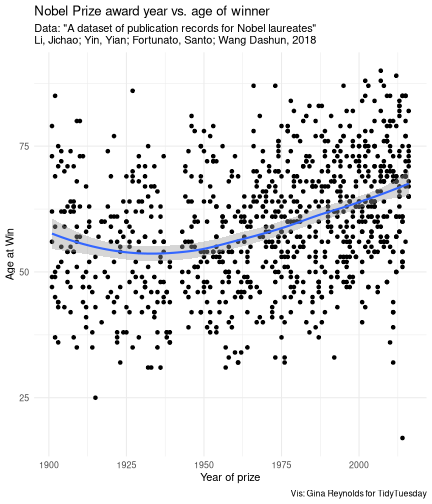 Nobel Prize award year vs. age of winner
Data: "A dataset of publication records for Nobel laureates"
Li, Jichao; Yin, Yian; Fortunato, Santo; Wang Dashun, 2018
75
50
25
Age at Win
1900
1925
1950
1975
2000
Year of prize
Vis: Gina Reynolds for TidyTuesday